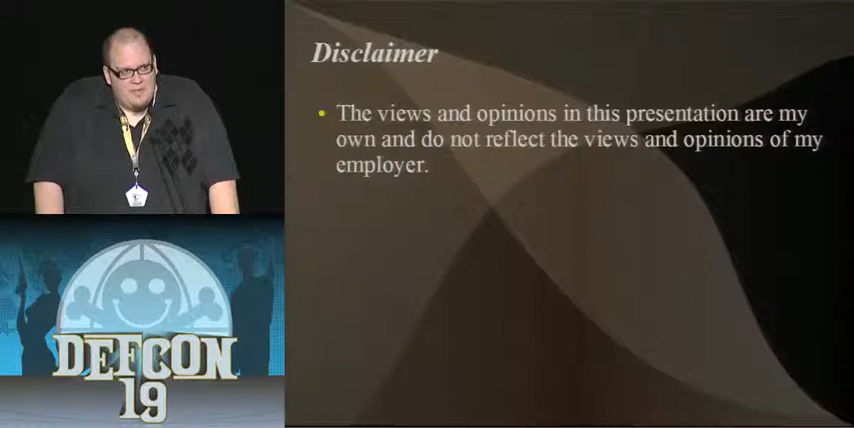 Disclaimer
• The views and opinions in this presentation are my
own and do not reflect the views and opinions of my
employer.
DEFCON
19